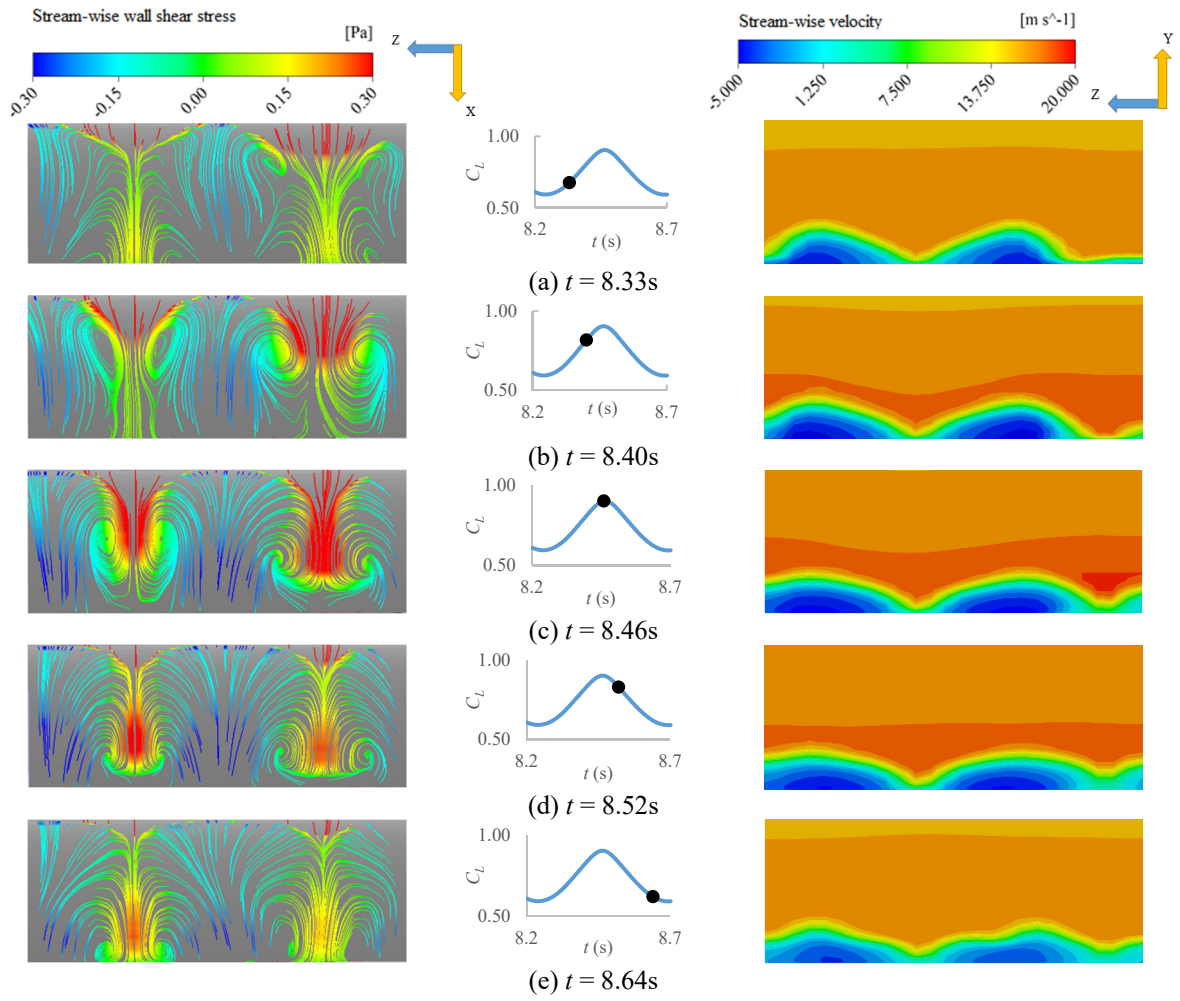 Stream-wise wall shear stress
[Pa]
-0.30 -0.15 0.00 0.15 0.30
Z
X
Stream-wise velocity [m s^-1]
-5.000 1.250 7.500 13.750 20.000
Y
Z
1.00
C_L
0.50
8.2 8.7
t (s)
(a) t = 8.33s
1.00
C_L
0.50
8.2 8.7
t (s)
(b) t = 8.40s
1.00
C_L
0.50
8.2 8.7
t (s)
(c) t = 8.46s
1.00
C_L
0.50
8.2 8.7
t (s)
(d) t = 8.52s
1.00
C_L
0.50
8.2 8.7
t (s)
(e) t = 8.64s